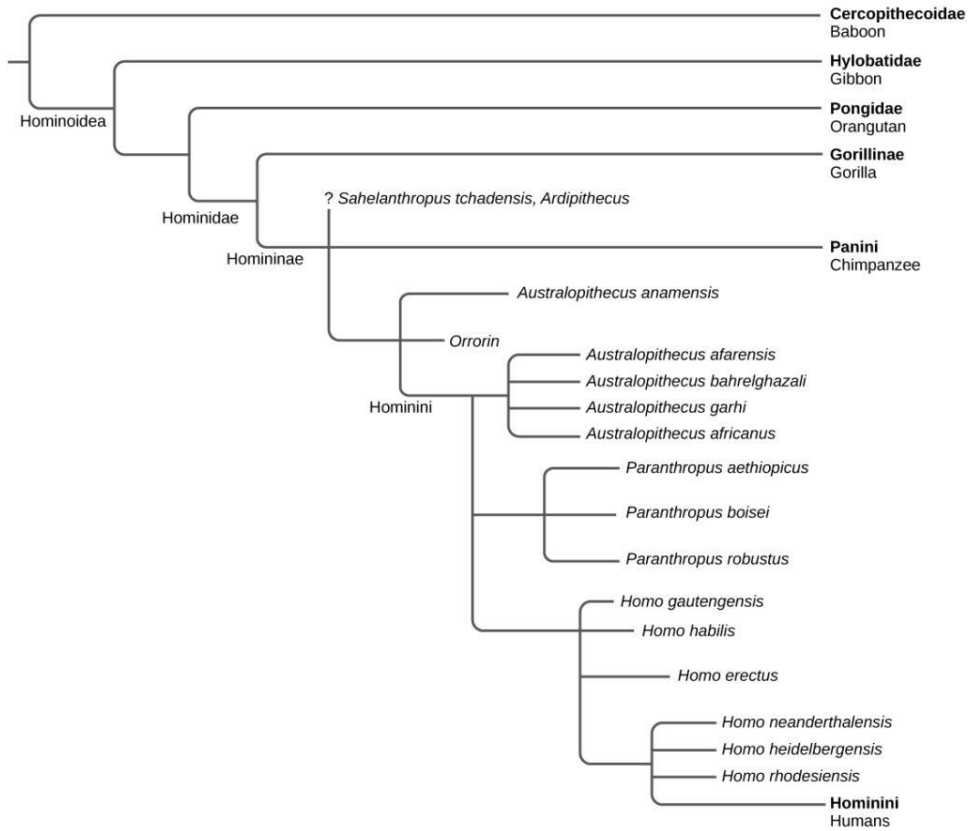 Cercopithecoidae
Baboon
Hylobatidae
Gibbon
Hominoidea
Pongidae
Orangutan
Gorillinae
Gorilla
? Sahelanthropus tchadensis, Ardipithecus
Hominidae
Panini
Chimpanzee
Homininae
Australopithecus anamensis
Orrorin
Australopithecus afarensis
Australopithecus bahrelghazali
Hominini
Australopithecus garhi
Australopithecus africanus
Paranthropus aethiopicus
Paranthropus boisei
Paranthropus robustus
Homo gautengensis
Homo habilis
Homo erectus
Homo neanderthalensis
Homo heidelbergensis
Homo rhodesiensis
Hominini
Humans